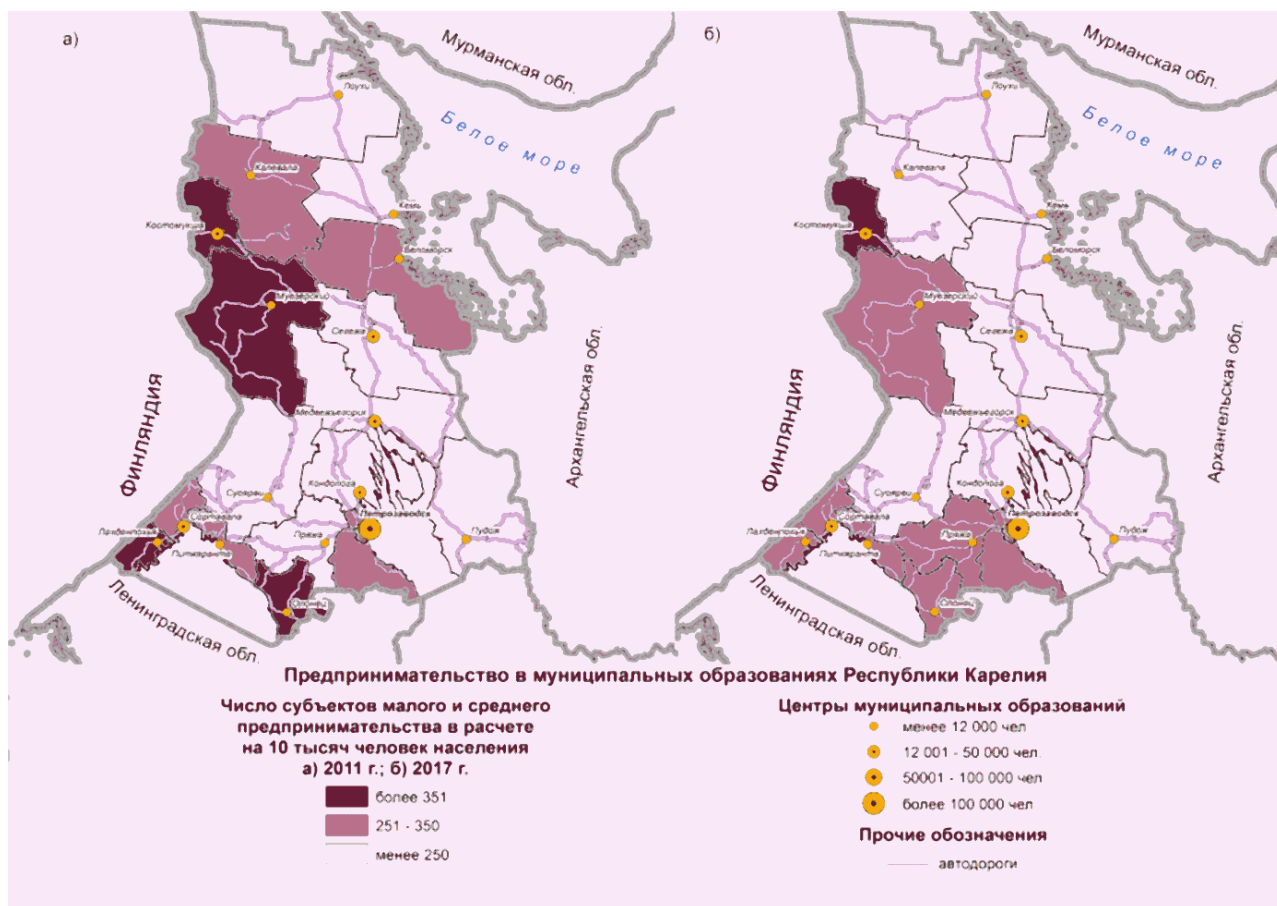 а)
Мурманская обл.
Лоухи
Белое море
Калевала
Кемь
Костомукша
Беломорск
Муезерский
Сегежа
Финляндия
Архангельская обл.
Медвежьегорск
Кондопога
Суоярви
Петрозаводск
Сортавала
Лахденпохья
Пряжа
Пудож
Питкяранта
Олонец
Ленинградская обл.
б)
Мурманская обл.
Лоухи
Белое море
Калевала
Кемь
Костомукша
Беломорск
Муезерский
Сегежа
Финляндия
Архангельская обл.
Медвежьегорск
Кондопога
Суоярви
Петрозаводск
Сортавала
Лахденпохья
Пряжа
Пудож
Питкяранта
Олонец
Ленинградская обл.
Предпринимательство в муниципальных образованиях Республики Карелия
Число субъектов малого и среднего
предпринимательства в расчете
на 10 тысяч человек населения
а) 2011 г.; б) 2017 г.
более 351
251 - 350
менее 250
Центры муниципальных образований
менее 12 000 чел
12 001 - 50 000 чел.
50001 - 100 000 чел
более 100 000 чел
Прочие обозначения
автодороги